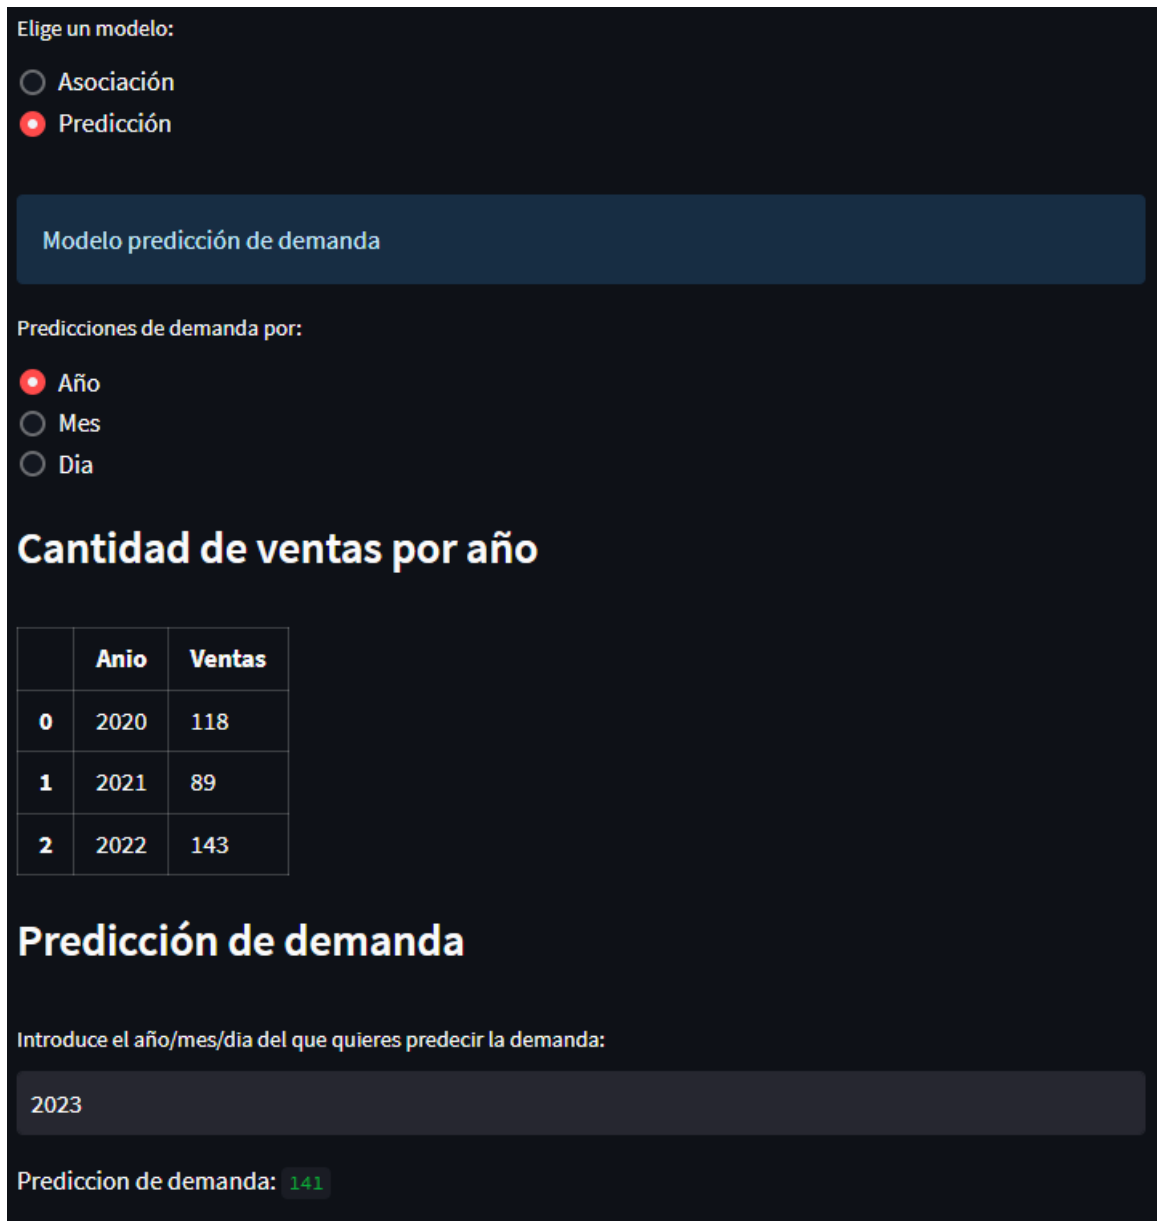 Elige un modelo:
Asociación
Predicción
Modelo predicción de demanda
Predicciones de demanda por:
Año
Mes
Dia
Cantidad de ventas por año
Anio Ventas
0 2020 118
1 2021 89
2 2022 143
Predicción de demanda
Introduce el año/mes/dia del que quieres predecir la demanda:
2023
Prediccion de demanda: 141